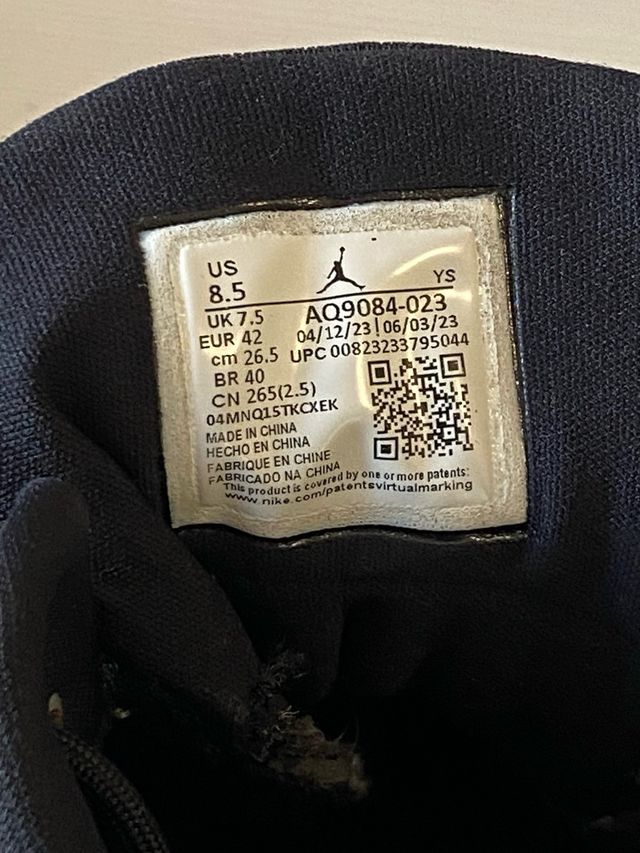 US
8.5
YS
UK 7.5
AQ9084-023
EUR 42
04/12/23 | 06/03/23
cm 26.5
UPC 00823233795044
BR 40
CN 265(2.5)
04MNQ15TKCXEK
MADE IN CHINA
HECHO EN CHINA
FABRIQUE EN CHINE
FABRICADO NA CHINA
This product is covered by one or more patents:
www.nike.com/patentsvirtualmarking